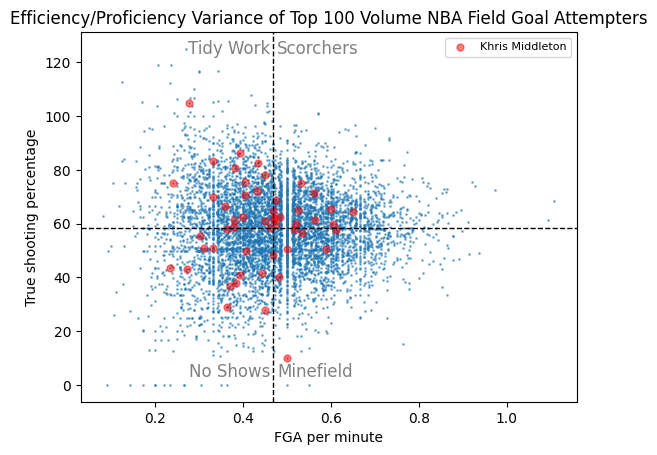 Efficiency/Proficiency Variance of Top 100 Volume NBA Field Goal Attempters
Tidy Work Scorchers
Khris Middleton
120
100
80
60
40
20
0
True shooting percentage
No Shows Minefield
0.2 0.4 0.6 0.8 1.0
FGA per minute